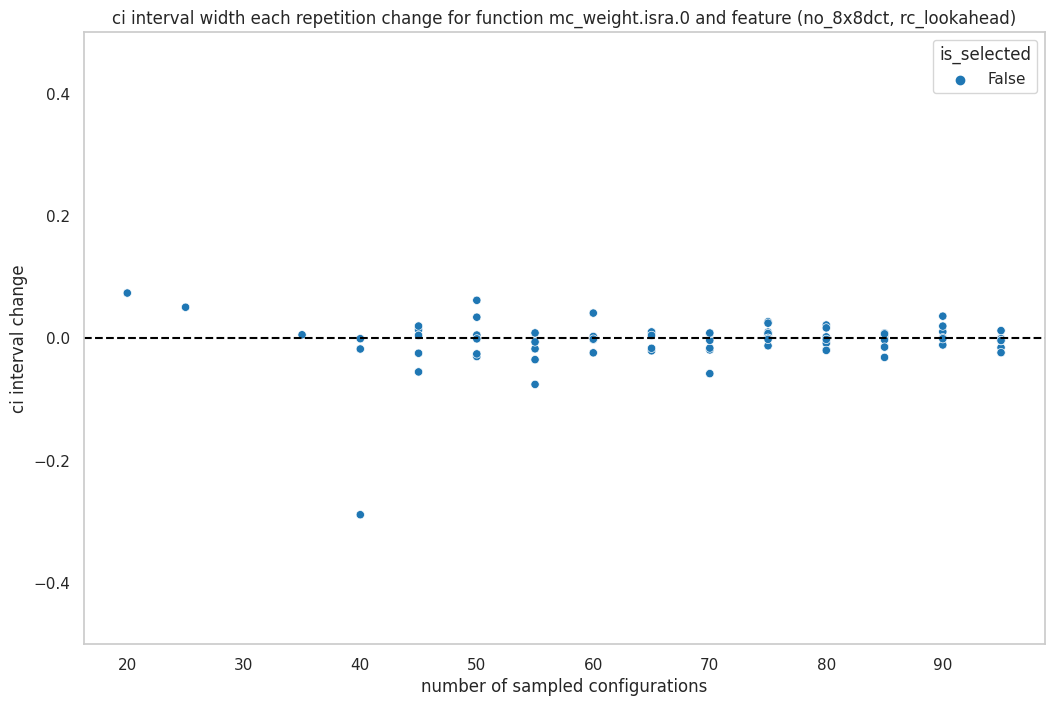 ci interval width each repetition change for function mc_weight.isra.0 and feature (no_8x8dct, rc_lookahead)
is_selected
False
0.4
0.2
0.0
−0.2
−0.4
ci interval change
20 30 40 50 60 70 80 90
number of sampled configurations